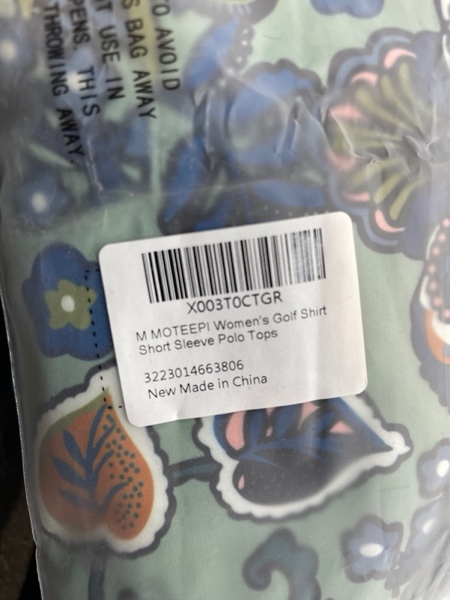 TO AVOID
S BAG AWAY
T USE IN
PENS. THIS
THROWING AWAY.
X003T0CTGR
M MOTEEPI Women's Golf Shirt
Short Sleeve Polo Tops
3223014663806
New Made in China